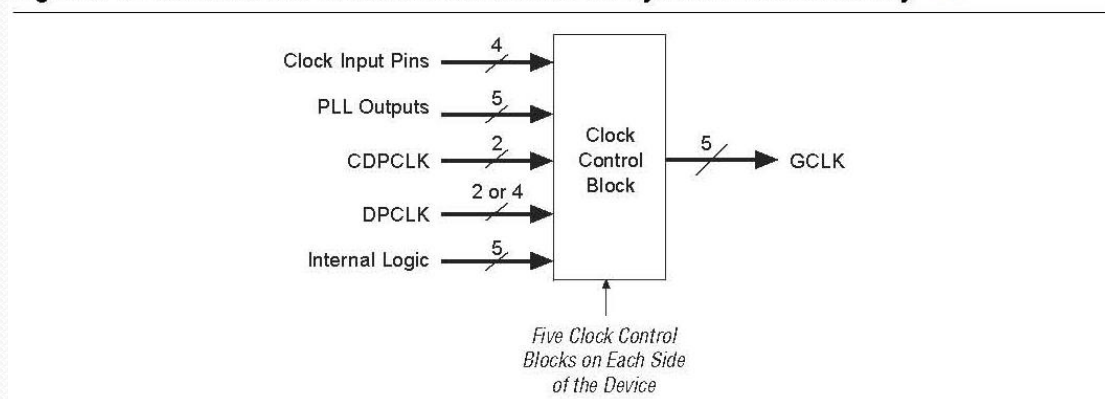 Clock Input Pins
4
PLL Outputs
5
CDPCLK
2
DPCLK
2 or 4
Internal Logic
5
Clock
Control
Block
5
GCLK
Five Clock Control
Blocks on Each Side
of the Device